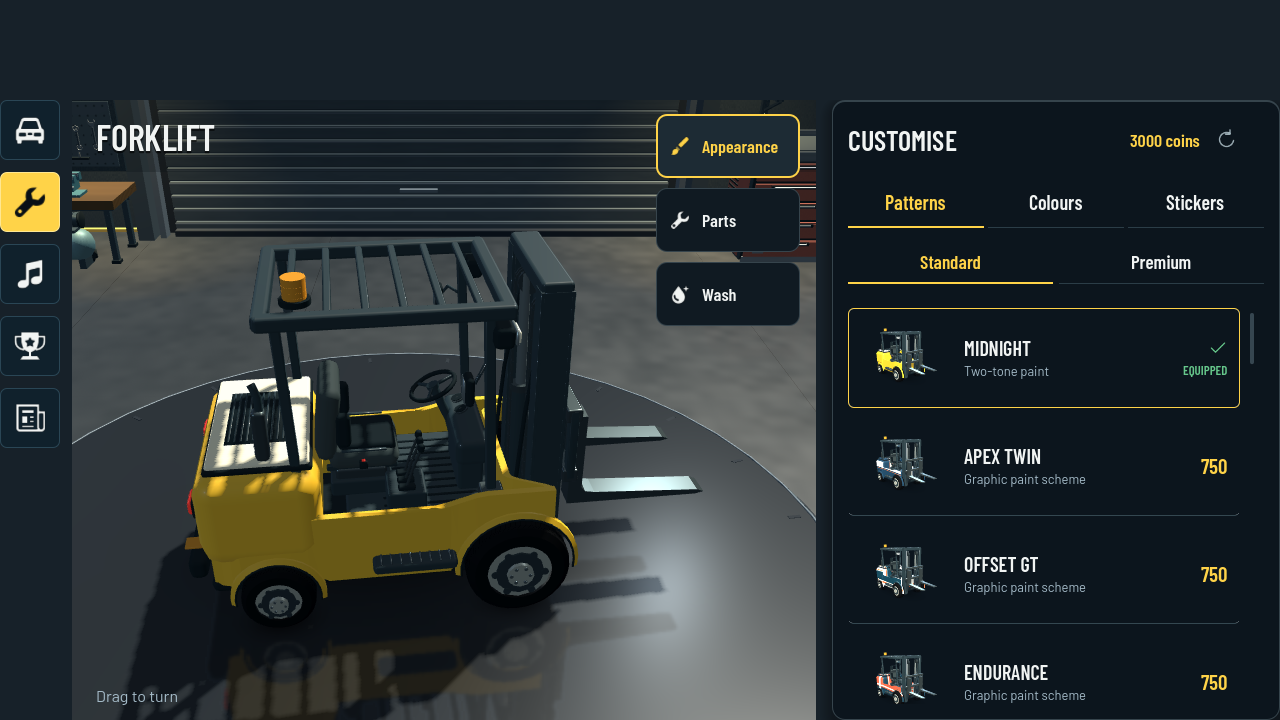 FORKLIFT
Appearance
Parts
Wash
Drag to turn
CUSTOMISE
3000 coins
Patterns
Colours
Stickers
Standard
Premium
MIDNIGHT
Two-tone paint
EQUIPPED
APEX TWIN
Graphic paint scheme
750
OFFSET GT
Graphic paint scheme
750
ENDURANCE
Graphic paint scheme
750